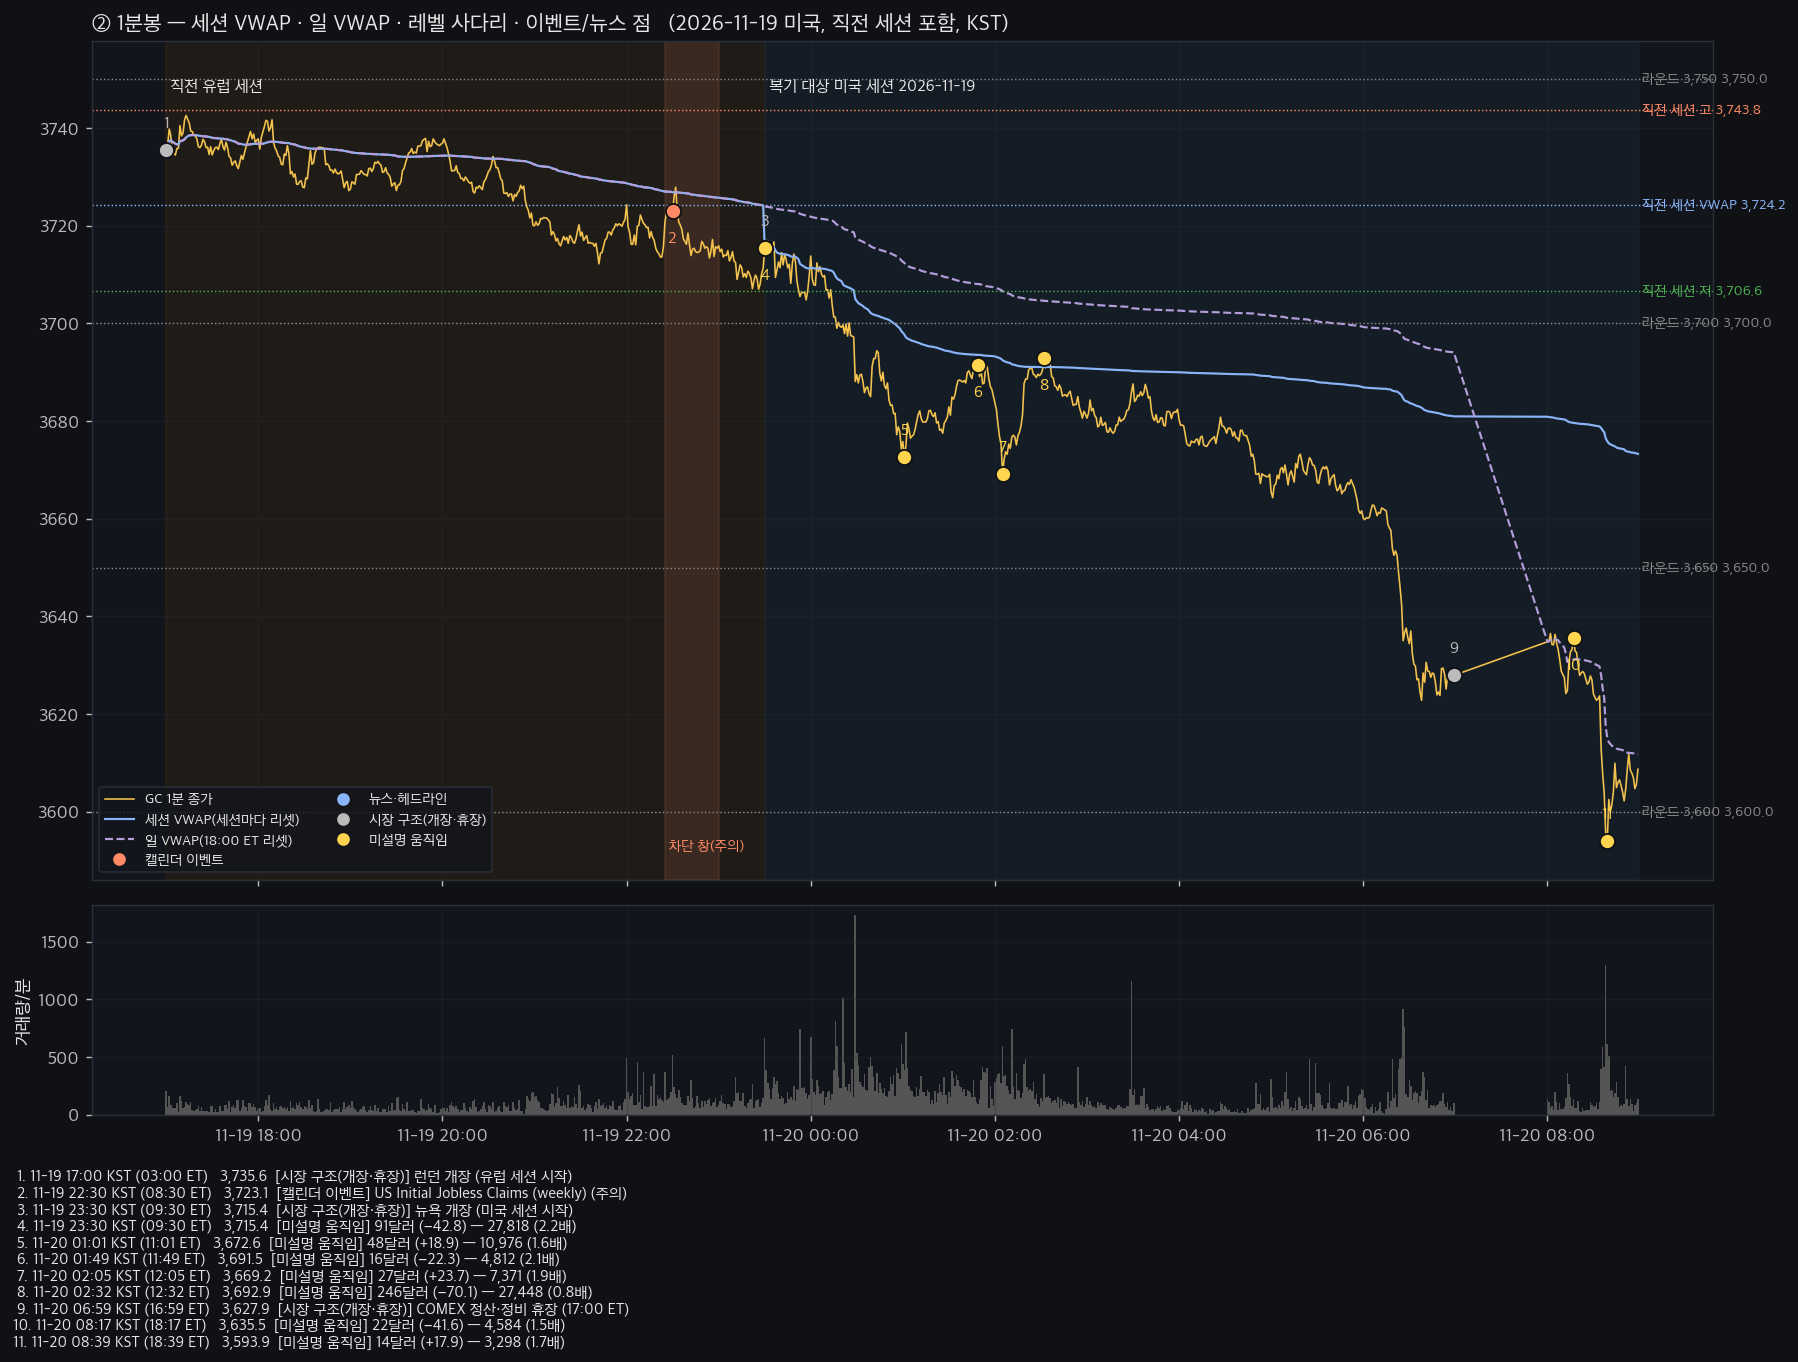 ② 1분봉 — 세션 VWAP · 일 VWAP · 레벨 사다리 · 이벤트/뉴스 점   (2026-11-19 미국, 직전 세션 포함, KST)
직전 유럽 세션
복기 대상 미국 세션 2026-11-19
라운드 3,750 3,750.0
직전 세션 고 3,743.8
직전 세션 VWAP 3,724.2
직전 세션 저 3,706.6
라운드 3,700 3,700.0
라운드 3,650 3,650.0
라운드 3,600 3,600.0
3740
3720
3700
3680
3660
3640
3620
3600
1
2
3
4
5
6
7
8
9
차단 창(주의)
GC 1분 종가
세션 VWAP(세션마다 리셋)
일 VWAP(18:00 ET 리셋)
캘린더 이벤트
뉴스·헤드라인
시장 구조(개장·휴장)
미설명 움직임
거래량/분
1500
1000
500
0
11-19 18:00
11-19 20:00
11-19 22:00
11-20 00:00
11-20 02:00
11-20 04:00
11-20 06:00
11-20 08:00
1. 11-19 17:00 KST (03:00 ET)   3,735.6  [시장 구조(개장·휴장)] 런던 개장 (유럽 세션 시작)
2. 11-19 22:30 KST (08:30 ET)   3,723.1  [캘린더 이벤트] US Initial Jobless Claims (weekly) (주의)
3. 11-19 23:30 KST (09:30 ET)   3,715.4  [시장 구조(개장·휴장)] 뉴욕 개장 (미국 세션 시작)
4. 11-19 23:30 KST (09:30 ET)   3,715.4  [미설명 움직임] 91달러 (−42.8) — 27,818 (2.2배)
5. 11-20 01:01 KST (11:01 ET)   3,672.6  [미설명 움직임] 48달러 (+18.9) — 10,976 (1.6배)
6. 11-20 01:49 KST (11:49 ET)   3,691.5  [미설명 움직임] 16달러 (−22.3) — 4,812 (2.1배)
7. 11-20 02:05 KST (12:05 ET)   3,669.2  [미설명 움직임] 27달러 (+23.7) — 7,371 (1.9배)
8. 11-20 02:32 KST (12:32 ET)   3,692.9  [미설명 움직임] 246달러 (−70.1) — 27,448 (0.8배)
9. 11-20 06:59 KST (16:59 ET)   3,627.9  [시장 구조(개장·휴장)] COMEX 정산·정비 휴장 (17:00 ET)
10. 11-20 08:17 KST (18:17 ET)   3,635.5  [미설명 움직임] 22달러 (−41.6) — 4,584 (1.5배)
11. 11-20 08:39 KST (18:39 ET)   3,593.9  [미설명 움직임] 14달러 (+17.9) — 3,298 (1.7배)